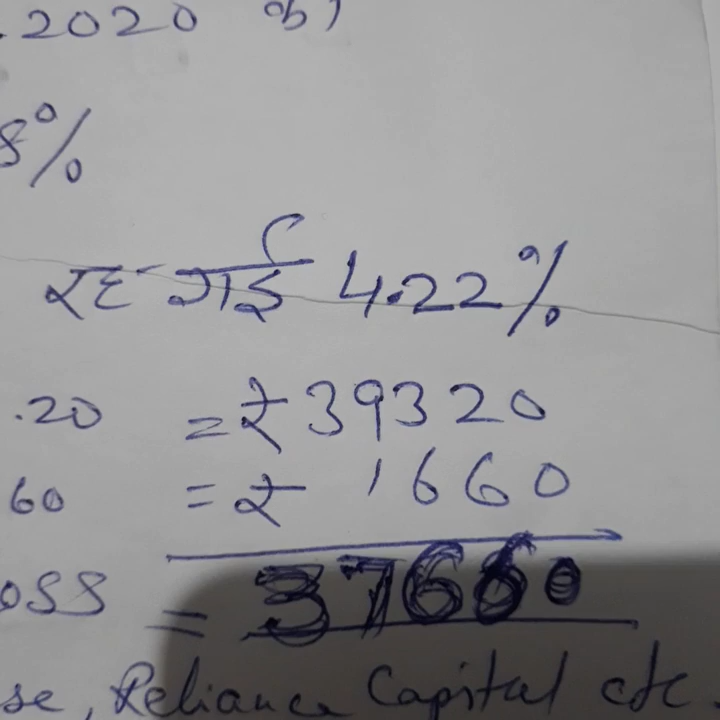 .2020 को)
8%
रह गई 4.22%
.20 = ₹ 39320
60 = ₹ 1660
oss = 37660
se, Reliance Capital etc.